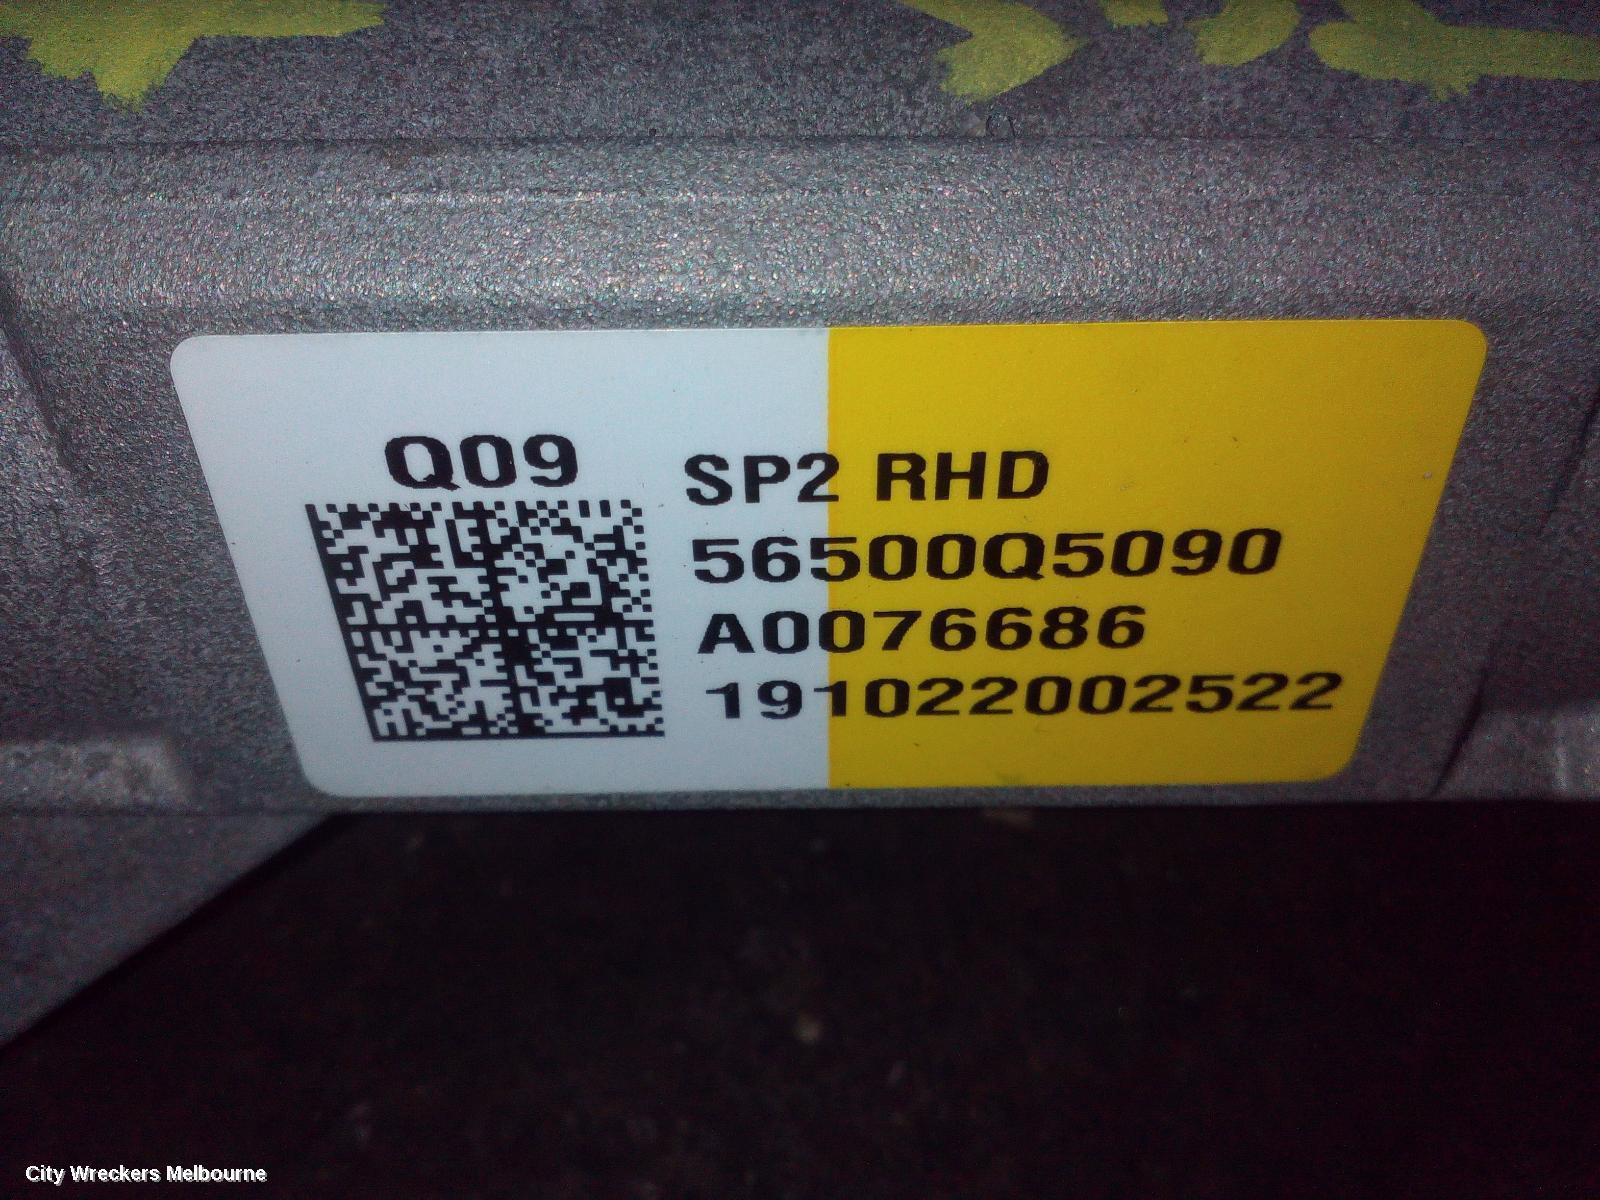 Q09
SP2 RHD
56500Q5090
A0076686
191022002522
City Wreckers Melbourne